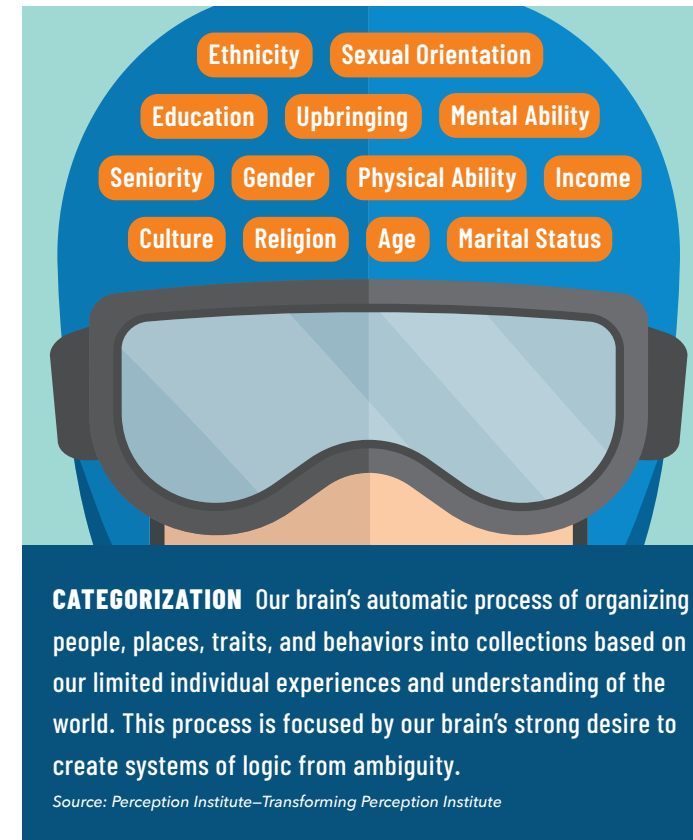 Ethnicity Sexual Orientation
Education Upbringing Mental Ability
Seniority Gender Physical Ability Income
Culture Religion Age Marital Status
CATEGORIZATION Our brain’s automatic process of organizing
people, places, traits, and behaviors into collections based on
our limited individual experiences and understanding of the
world. This process is focused by our brain’s strong desire to
create systems of logic from ambiguity.
Source: Perception Institute—Transforming Perception Institute